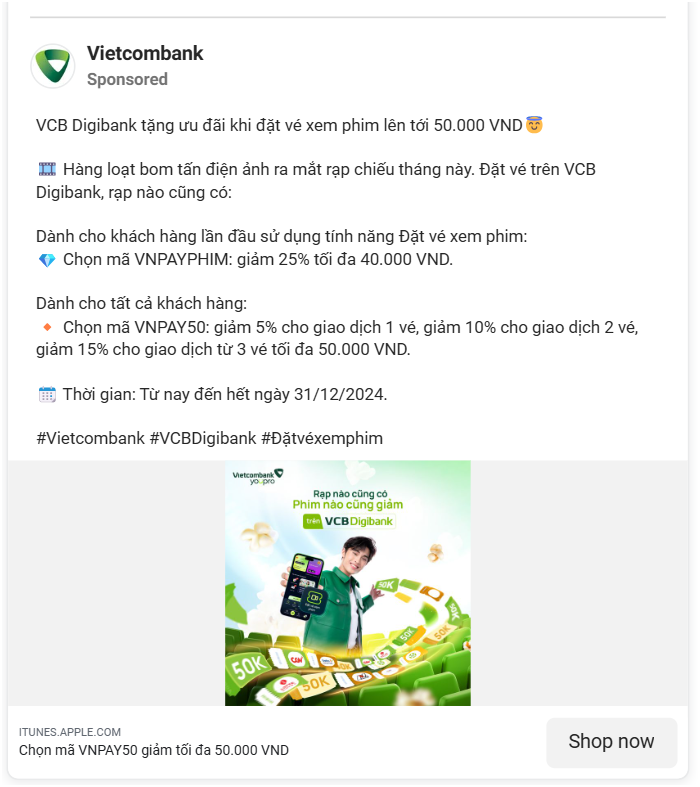 Vietcombank
Sponsored
VCB Digibank tặng ưu đãi khi đặt vé xem phim lên tới 50.000 VND😇
🎞️ Hàng loạt bom tấn điện ảnh ra mắt rạp chiếu tháng này. Đặt vé trên VCB
Digibank, rạp nào cũng có:
Dành cho khách hàng lần đầu sử dụng tính năng Đặt vé xem phim:
💎 Chọn mã VNPAYPHIM: giảm 25% tối đa 40.000 VND.
Dành cho tất cả khách hàng:
🔸 Chọn mã VNPAY50: giảm 5% cho giao dịch 1 vé, giảm 10% cho giao dịch 2 vé,
giảm 15% cho giao dịch từ 3 vé tối đa 50.000 VND.
🗓️ Thời gian: Từ nay đến hết ngày 31/12/2024.
#Vietcombank #VCBDigibank #Đặtvéxemphim
Vietcombank
youpro
Rạp nào cũng có
Phim nào cũng giảm
trên VCB Digibank
50K
50K
50K
50K
50K
50K
CGV
ITUNES.APPLE.COM
Chọn mã VNPAY50 giảm tối đa 50.000 VND
Shop now